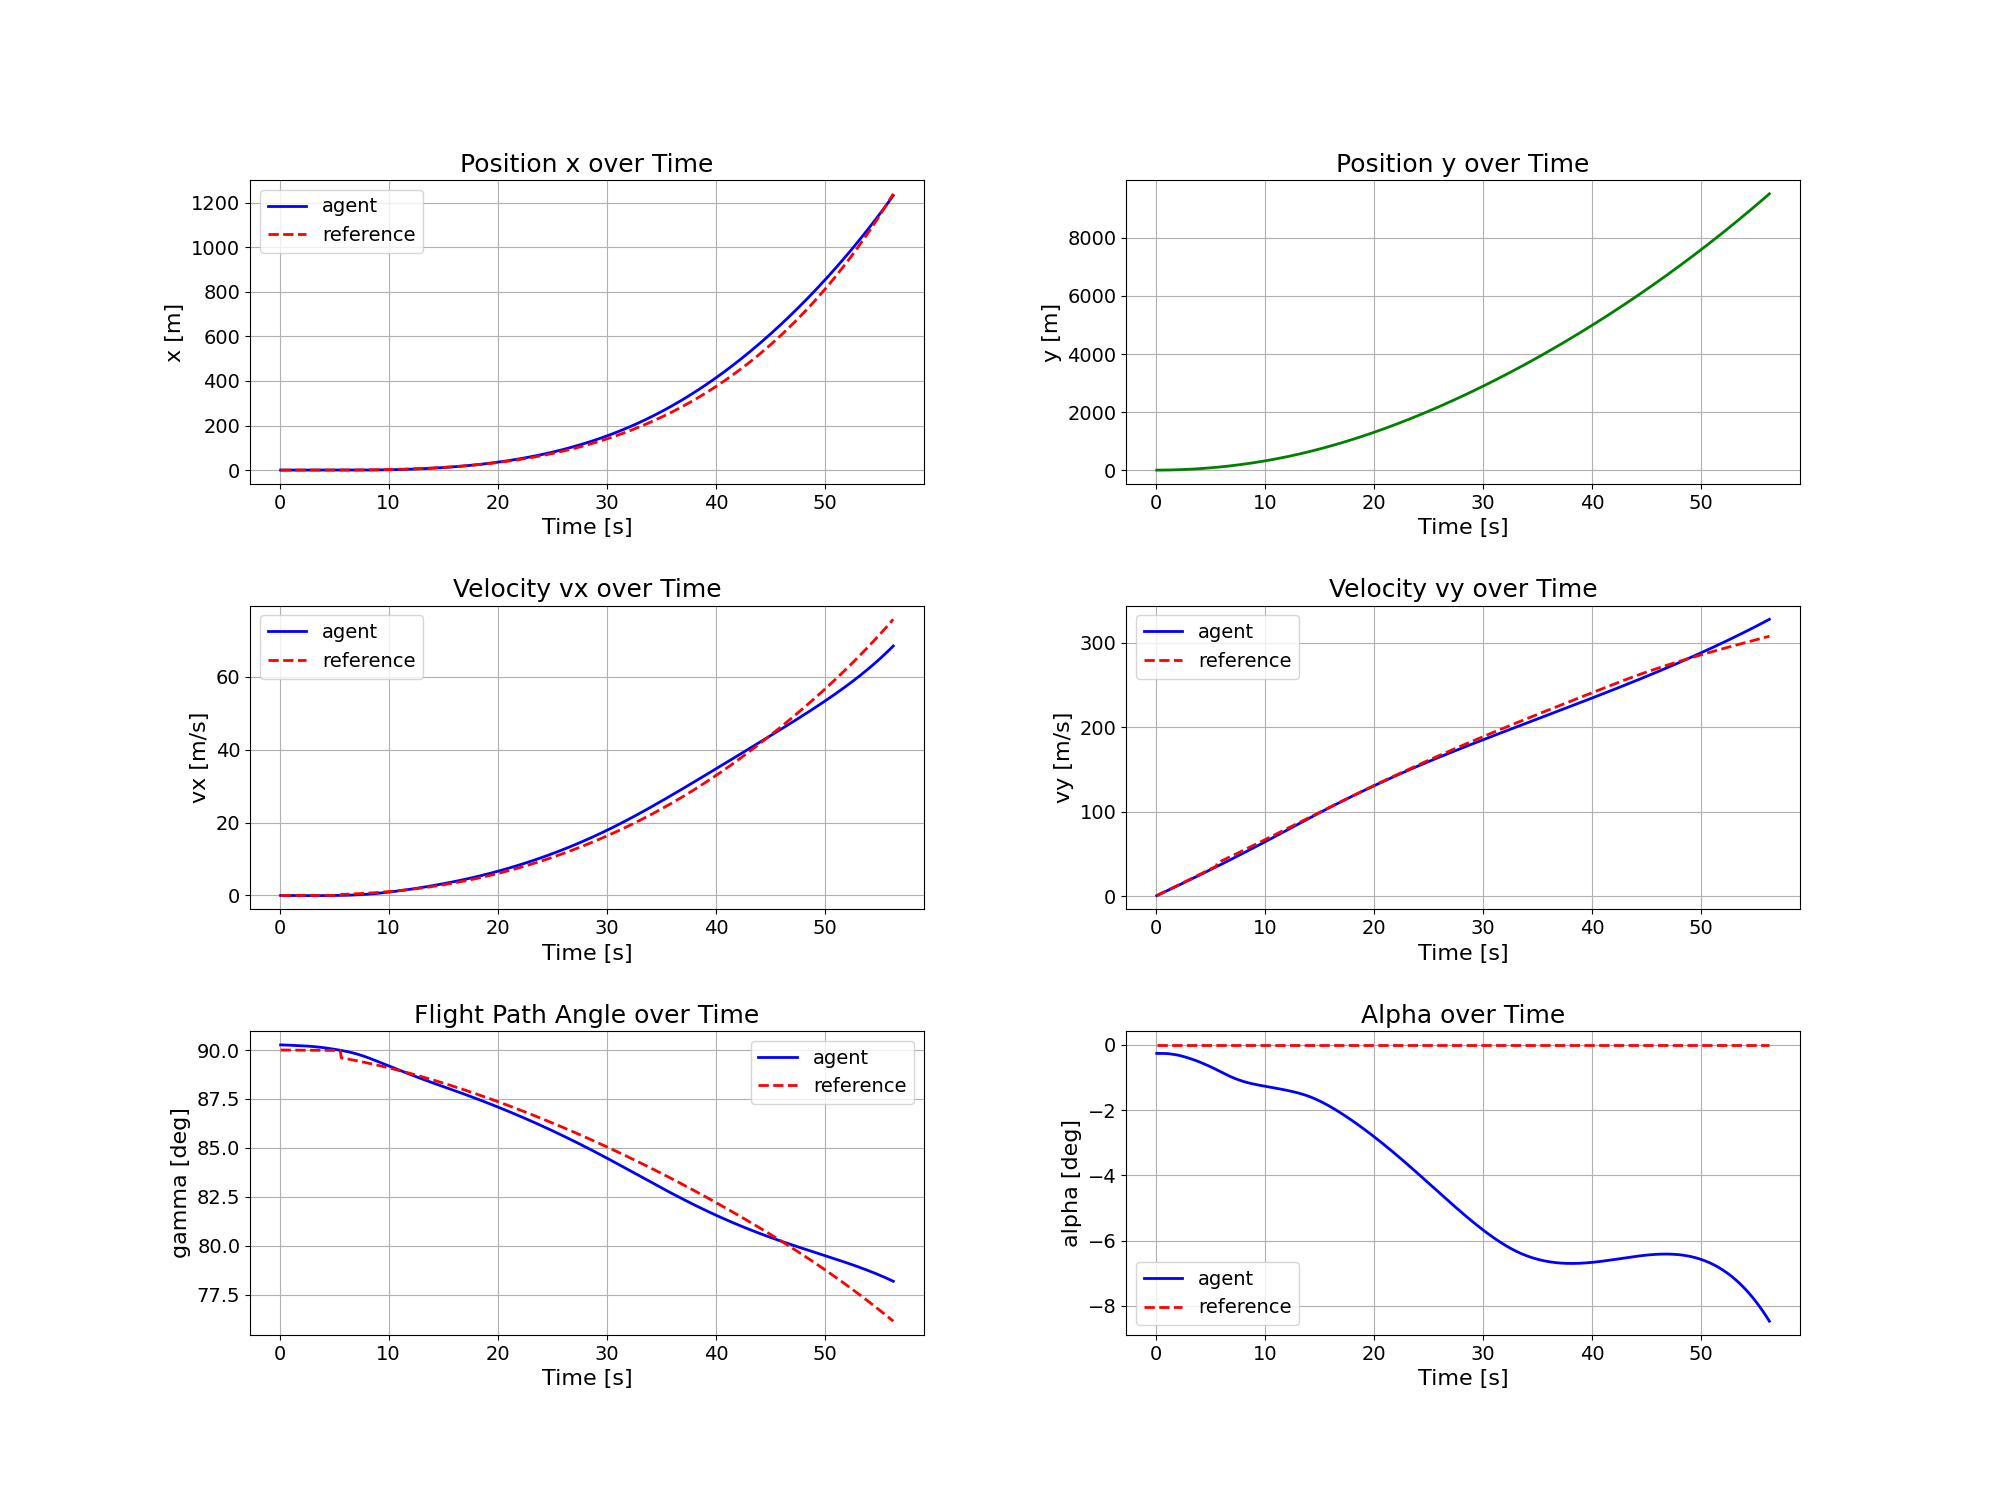 Position x over Time
x [m]
1200
1000
800
600
400
200
0
agent
reference
0 10 20 30 40 50
Time [s]
Position y over Time
y [m]
8000
6000
4000
2000
0
0 10 20 30 40 50
Time [s]
Velocity vx over Time
vx [m/s]
60
40
20
0
agent
reference
0 10 20 30 40 50
Time [s]
Velocity vy over Time
vy [m/s]
300
200
100
0
agent
reference
0 10 20 30 40 50
Time [s]
Flight Path Angle over Time
gamma [deg]
90.0
87.5
85.0
82.5
80.0
77.5
agent
reference
0 10 20 30 40 50
Time [s]
Alpha over Time
alpha [deg]
0
−2
−4
−6
−8
agent
reference
0 10 20 30 40 50
Time [s]